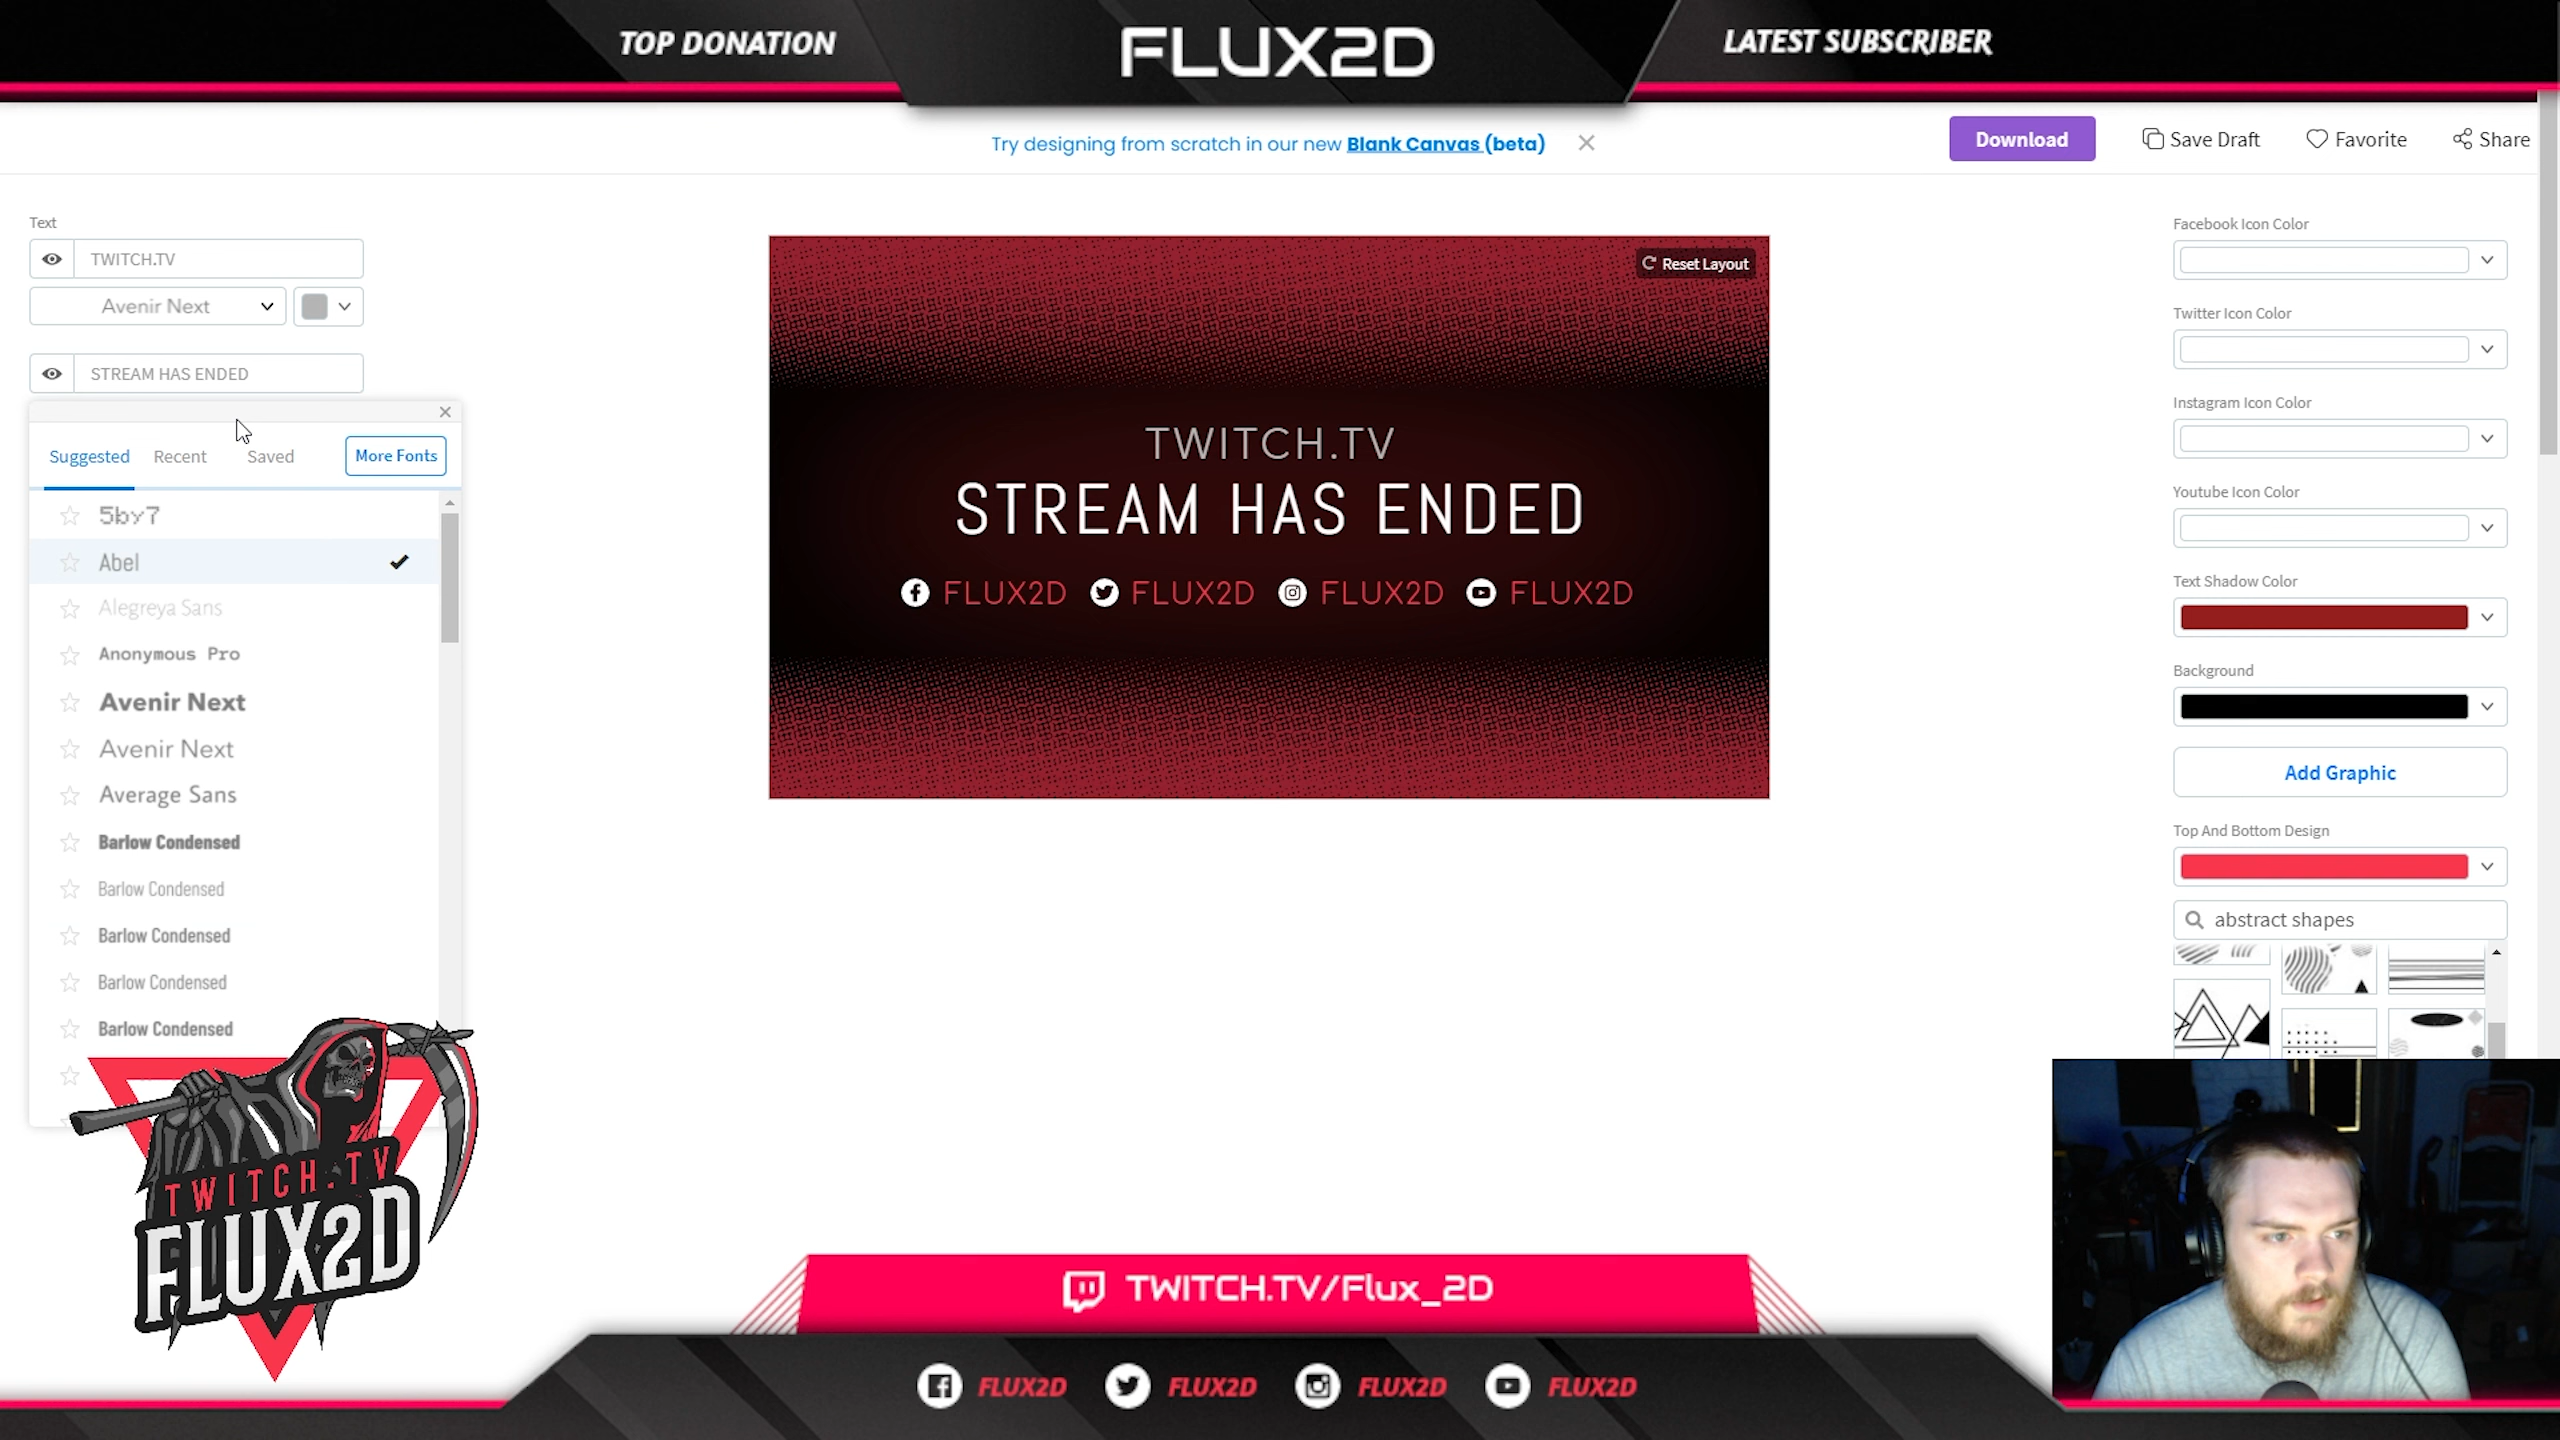 TOP DONATION
FLUX2D
LATEST SUBSCRIBER
Try designing from scratch in our new Blank Canvas (beta)
Download
Save Draft
Favorite
Share
Text
TWITCH.TV
Avenir Next
STREAM HAS ENDED
Suggested
Recent
Saved
More Fonts
5by7
Abel
Alegreya Sans
Anonymous Pro
Avenir Next
Avenir Next
Average Sans
Barlow Condensed
Barlow Condensed
Barlow Condensed
Barlow Condensed
Barlow Condensed
Reset Layout
TWITCH.TV
STREAM HAS ENDED
FLUX2D FLUX2D FLUX2D FLUX2D
Facebook Icon Color
Twitter Icon Color
Instagram Icon Color
Youtube Icon Color
Text Shadow Color
Background
Add Graphic
Top And Bottom Design
abstract shapes
TWITCH.TV
FLUX2D
TWITCH.TV/Flux_2D
FLUX2D FLUX2D FLUX2D FLUX2D